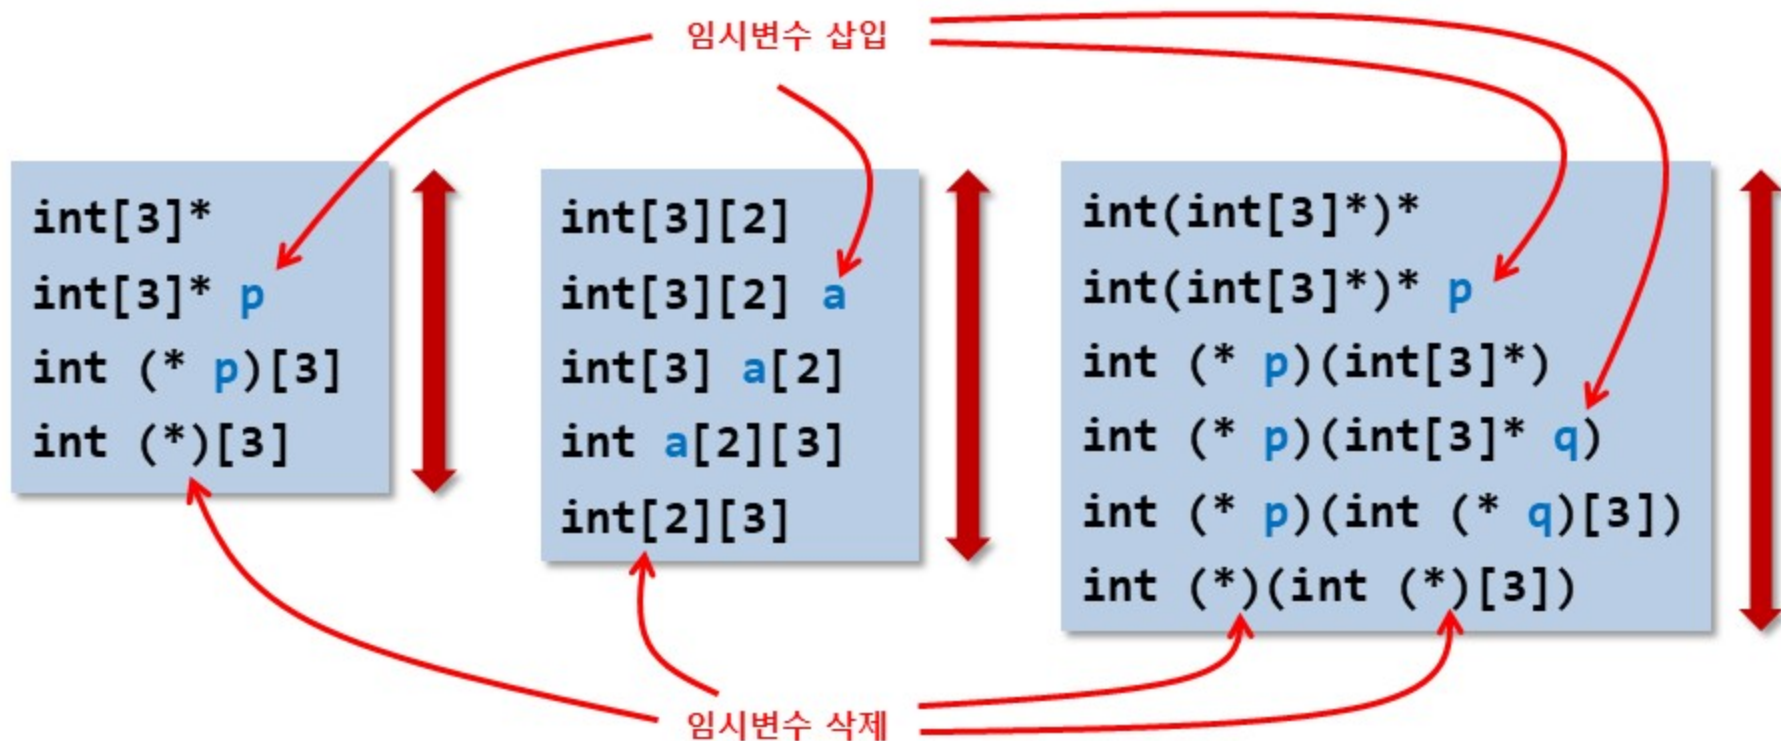 임시변수 삽입
int[3]*
int[3]* p
int (* p)[3]
int (*)[3]
int[3][2]
int[3][2] a
int[3] a[2]
int a[2][3]
int[2][3]
int(int[3]*)*
int(int[3]*)* p
int (* p)(int[3]*)
int (* p)(int[3]* q)
int (* p)(int (* q)[3])
int (*)(int (*)[3])
임시변수 삭제